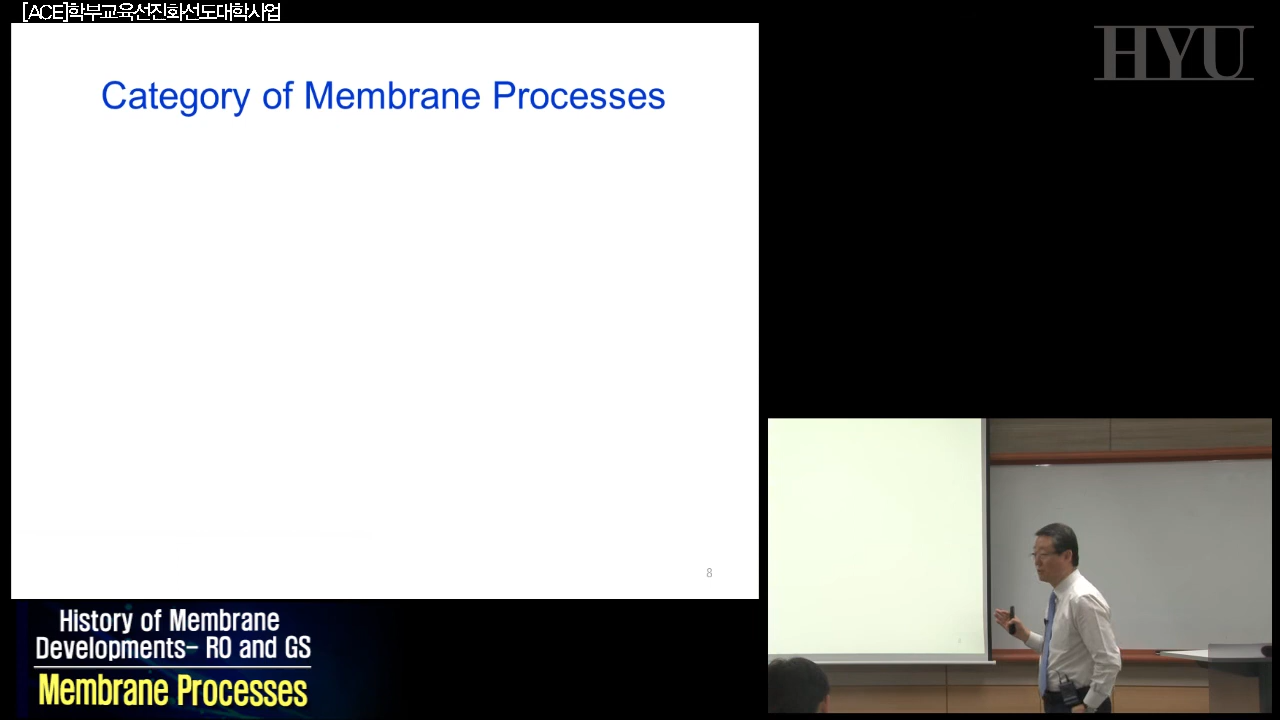 [ACE]학부교육선진화선도대학사업
HYU
Category of Membrane Processes
8
History of Membrane
Developments- RO and GS
Membrane Processes